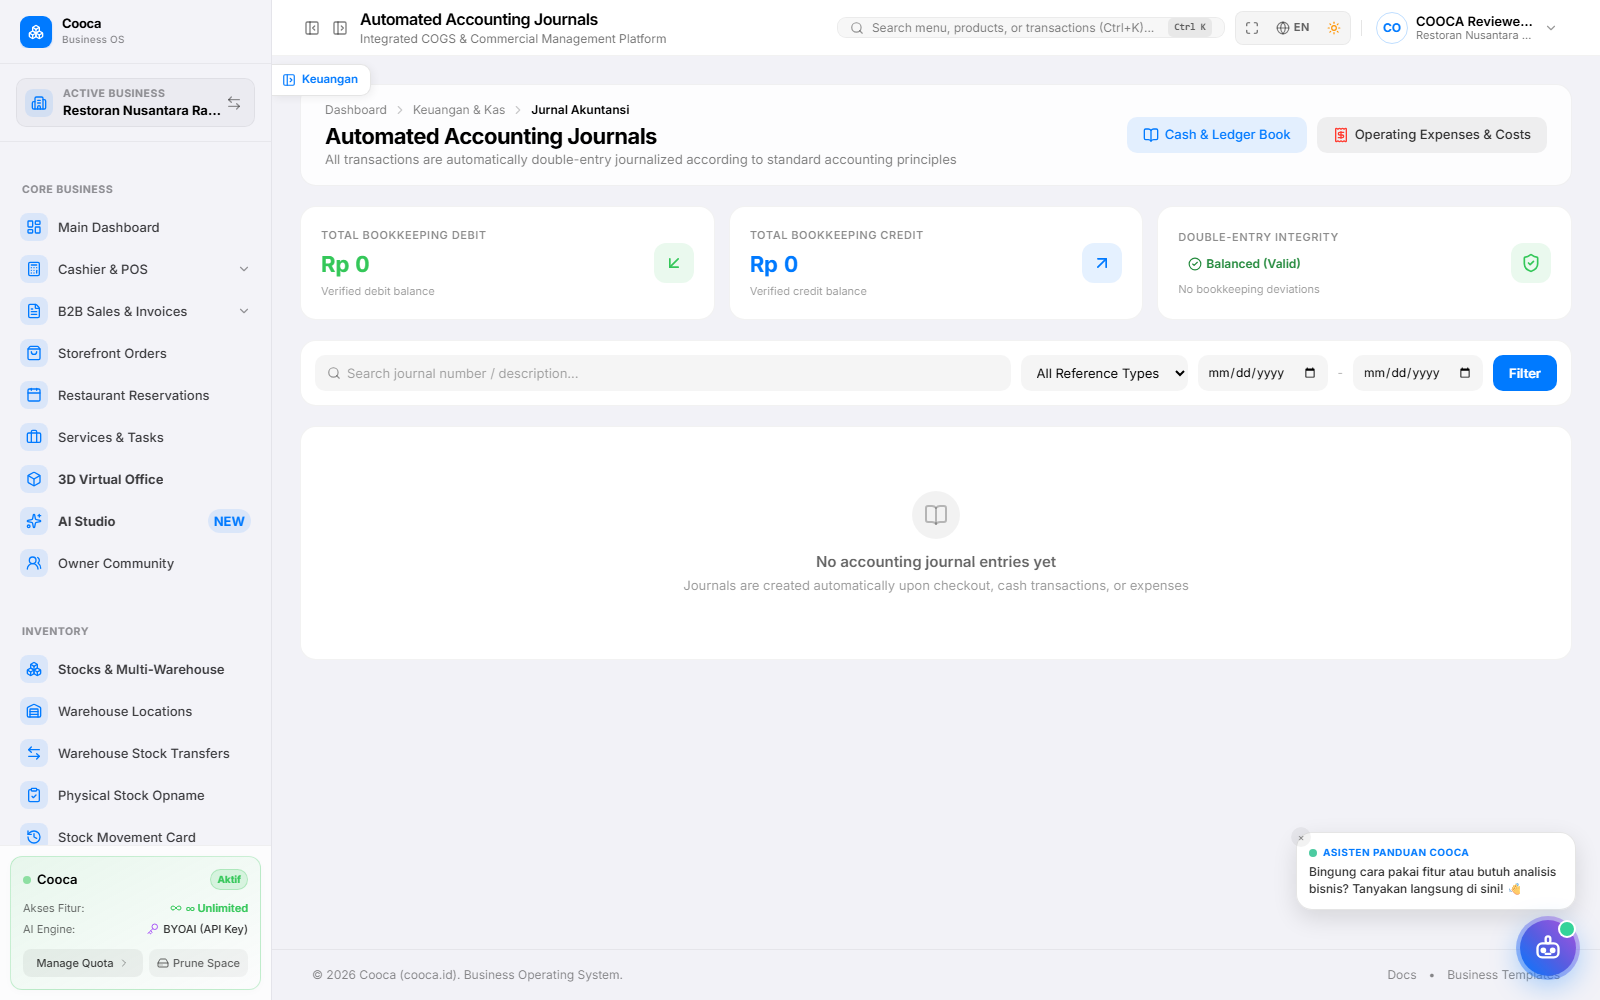 Cooca
Business OS
ACTIVE BUSINESS
Restoran Nusantara Ra...
CORE BUSINESS
Main Dashboard
Cashier & POS
B2B Sales & Invoices
Storefront Orders
Restaurant Reservations
Services & Tasks
3D Virtual Office
AI Studio NEW
Owner Community
INVENTORY
Stocks & Multi-Warehouse
Warehouse Locations
Warehouse Stock Transfers
Physical Stock Opname
Stock Movement Card
Cooca Aktif
Akses Fitur: ∞ Unlimited
AI Engine: BYOAI (API Key)
Manage Quota Prune Space
Automated Accounting Journals
Integrated COGS & Commercial Management Platform
Search menu, products, or transactions (Ctrl+K)... Ctrl K
EN
CO
COOCA Reviewe...
Restoran Nusantara ...
Keuangan
Dashboard Keuangan & Kas Jurnal Akuntansi
Automated Accounting Journals
All transactions are automatically double-entry journalized according to standard accounting principles
Cash & Ledger Book
Operating Expenses & Costs
TOTAL BOOKKEEPING DEBIT
Rp 0
Verified debit balance
TOTAL BOOKKEEPING CREDIT
Rp 0
Verified credit balance
DOUBLE-ENTRY INTEGRITY
Balanced (Valid)
No bookkeeping deviations
Search journal number / description...
All Reference Types
mm/dd/yyyy - mm/dd/yyyy
Filter
No accounting journal entries yet
Journals are created automatically upon checkout, cash transactions, or expenses
×
ASISTEN PANDUAN COOCA
Bingung cara pakai fitur atau butuh analisis
bisnis? Tanyakan langsung di sini! 👋
© 2026 Cooca (cooca.id). Business Operating System.
Docs • Business Templates